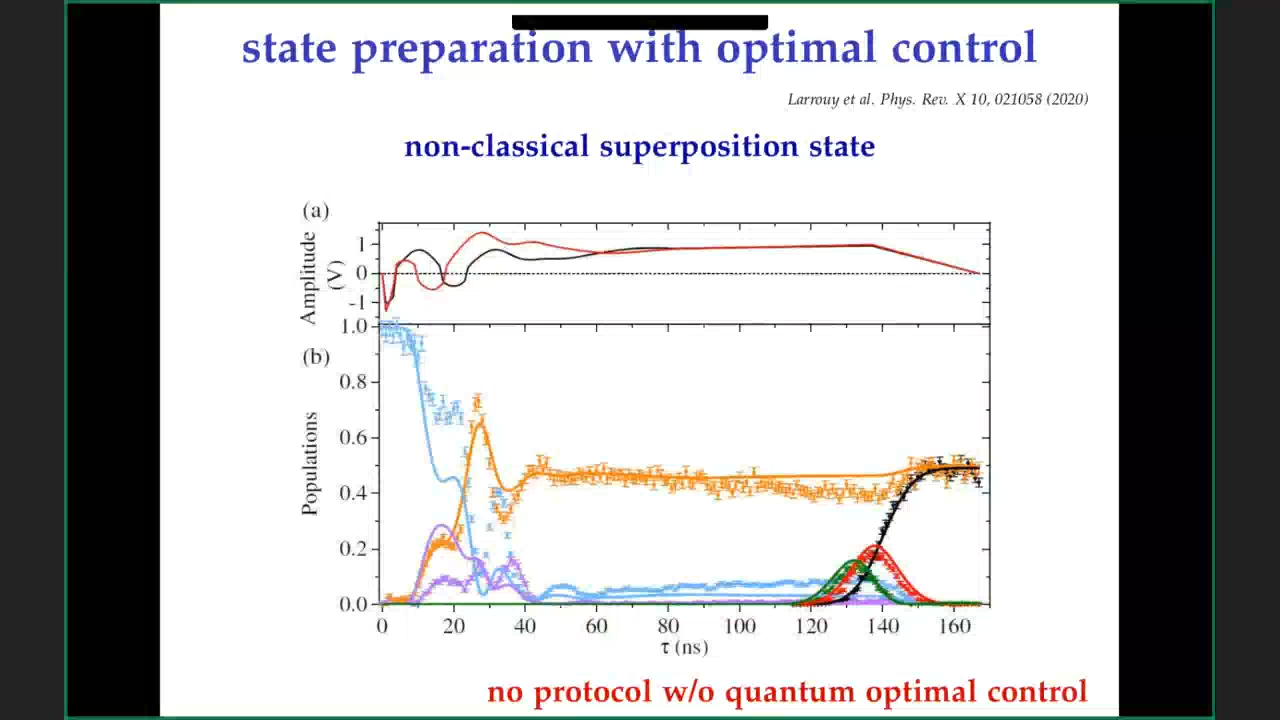 state preparation with optimal control
Larrouy et al. Phys. Rev. X 10, 021058 (2020)
non-classical superposition state
(a)
Amplitude
(V)
1
0
-1
(b)
Populations
1.0
0.8
0.6
0.4
0.2
0.0
0 20 40 60 80 100 120 140 160
τ (ns)
no protocol w/o quantum optimal control